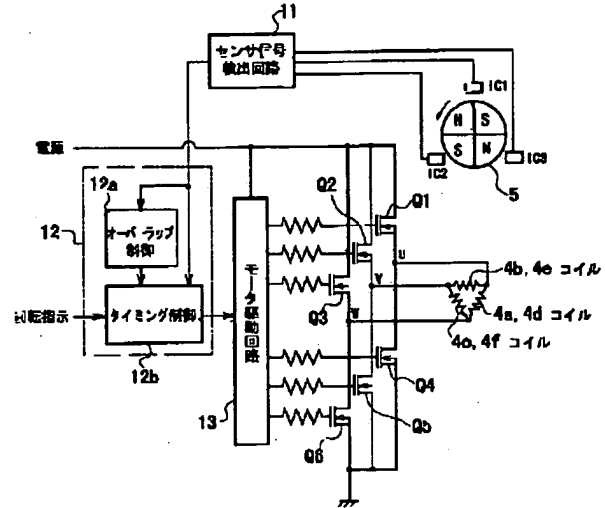 11
センサ信号
検出回路
IC1
N
S
S
N
IC2
IC3
5
電源
12a
12
オーバラップ
制御
Q2
Q1
U
V
4b, 4e コイル
回転指示
タイミング制御
モータ駆動回路
Q3
W
4a, 4d コイル
4c, 4f コイル
12b
Q4
13
Q5
Q6